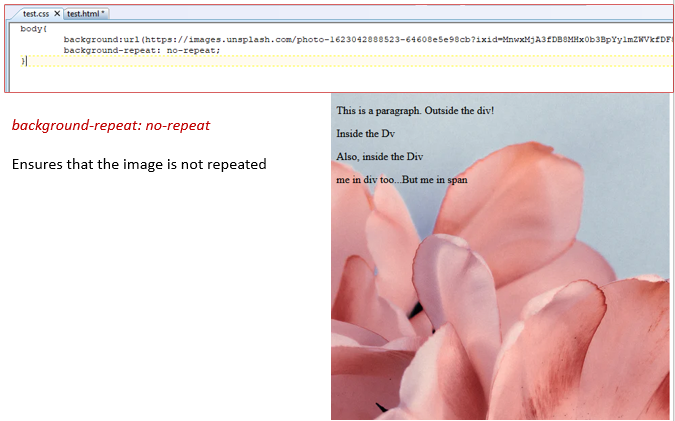 test.css X test.html *
body{
background:url(https://images.unsplash.com/photo-1623042888523-64608e5e98cb?ixid=MnwxMjA3fDB8MHx0b3BpYy1mZWVkfDF8
background-repeat: no-repeat;
}
background-repeat: no-repeat
Ensures that the image is not repeated
This is a paragraph. Outside the div!
Inside the Dv
Also, inside the Div
me in div too...But me in span